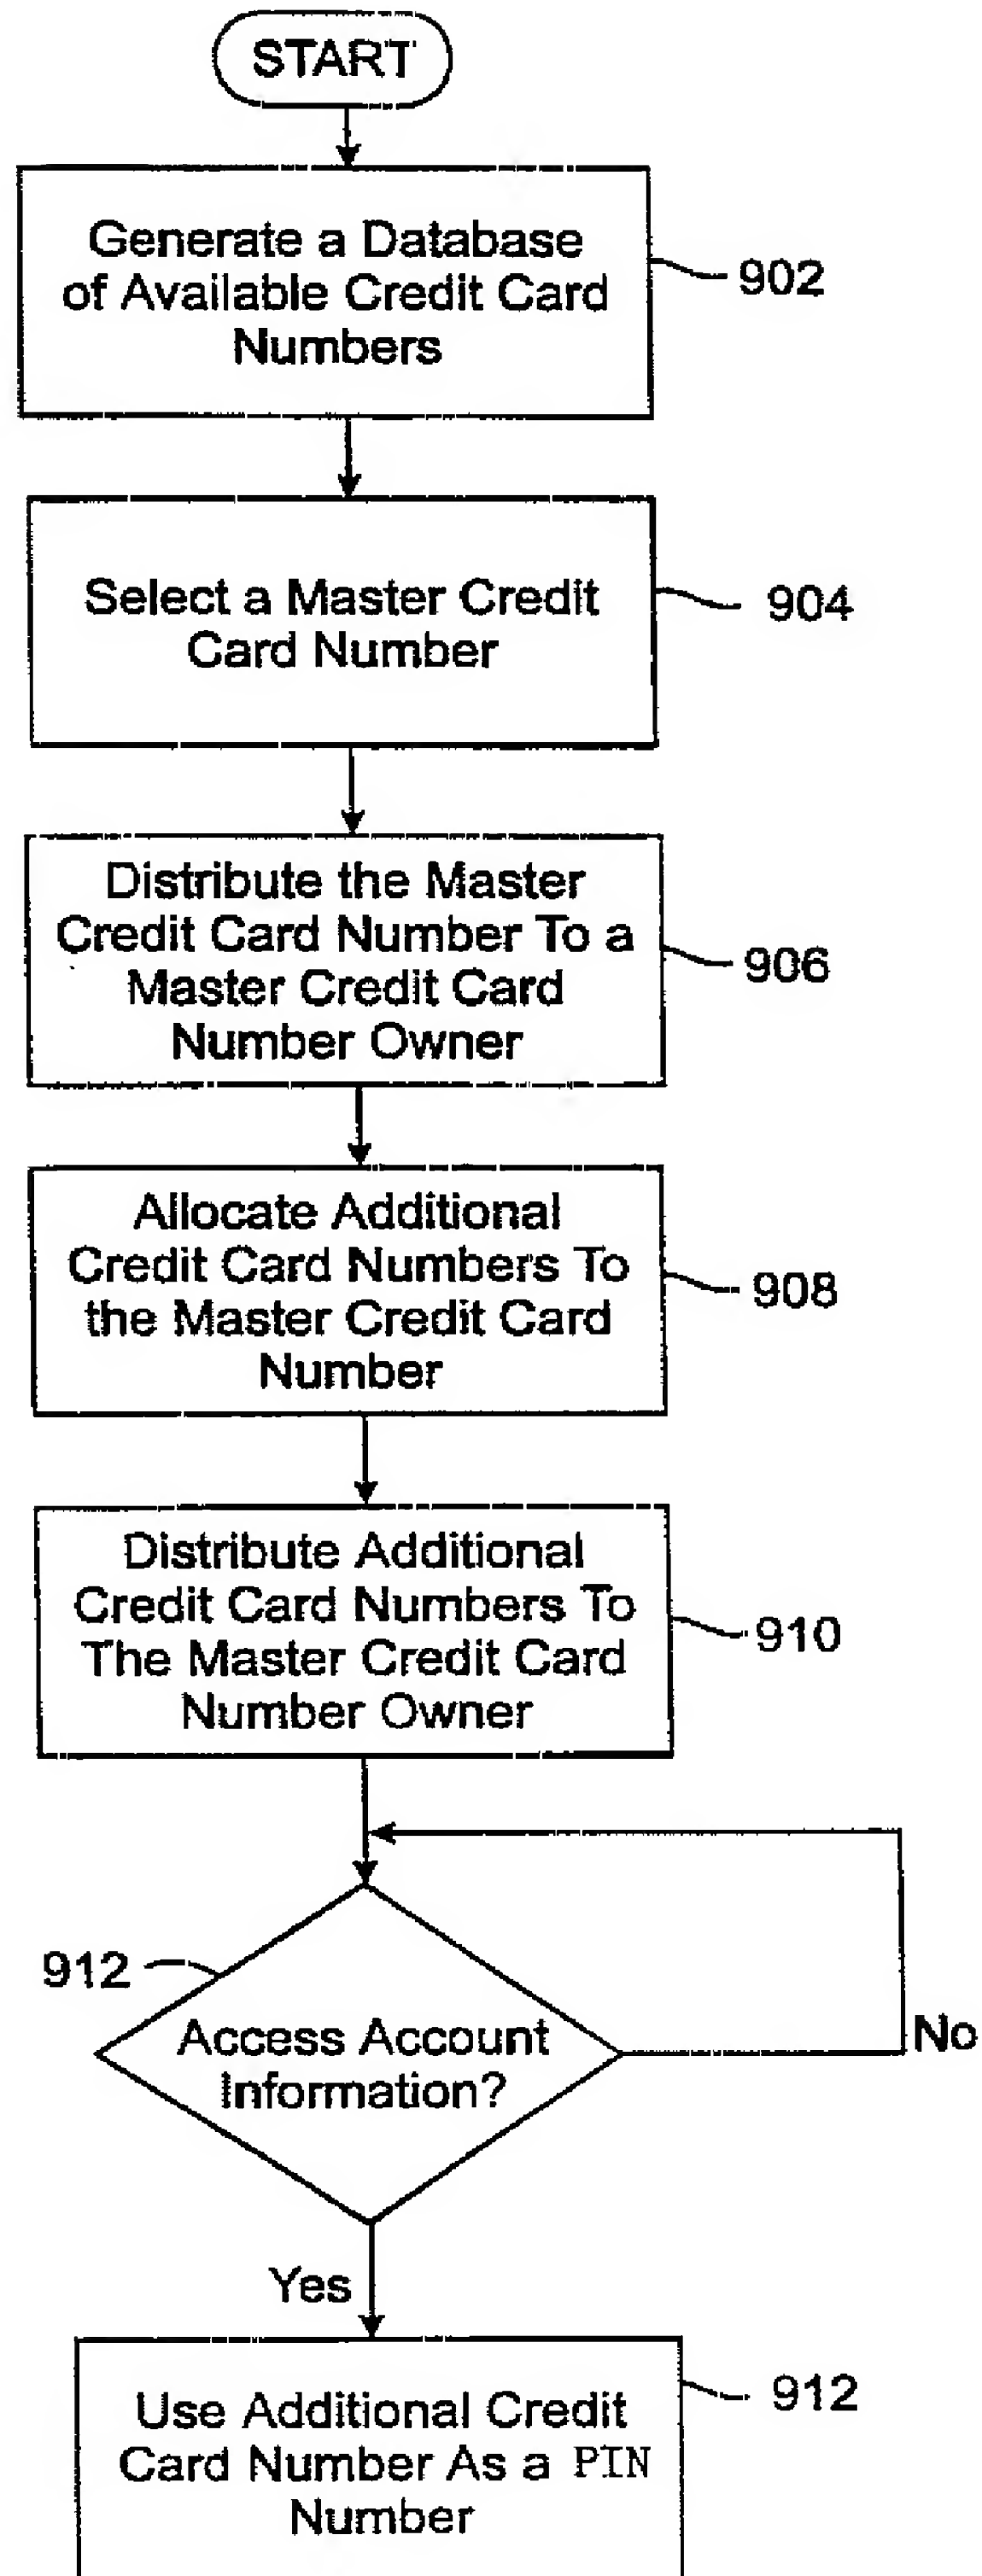 START
Generate a Database
of Available Credit Card
Numbers
902
Select a Master Credit
Card Number
904
Distribute the Master
Credit Card Number To a
Master Credit Card
Number Owner
906
Allocate Additional
Credit Card Numbers To
the Master Credit Card
Number
908
Distribute Additional
Credit Card Numbers To
The Master Credit Card
Number Owner
910
912
Access Account
Information?
No
Yes
Use Additional Credit
Card Number As a PIN
Number
912